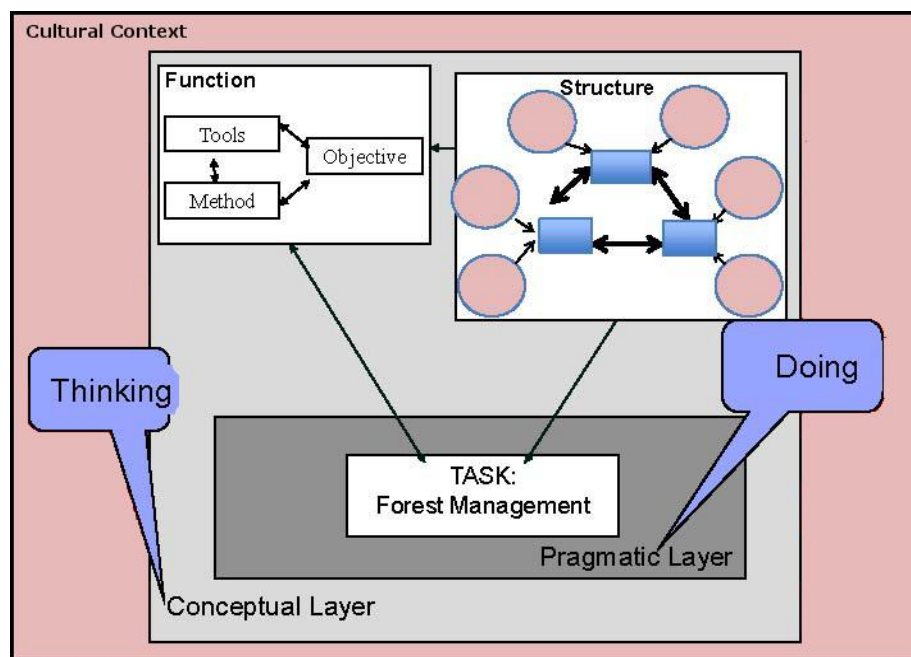 Cultural Context
Function
Structure
Tools
Objective
Method
Thinking
Doing
TASK:
Forest Management
Pragmatic Layer
Conceptual Layer